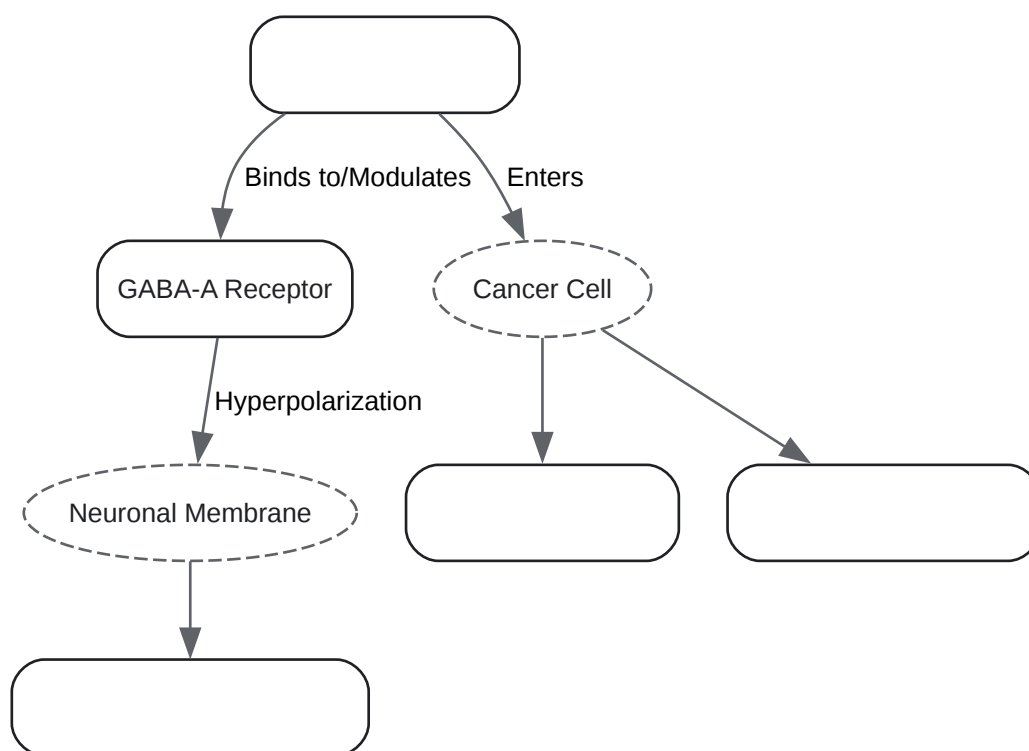 Binds to/Modulates
Enters
GABA-A Receptor
Cancer Cell
Hyperpolarization
Neuronal Membrane